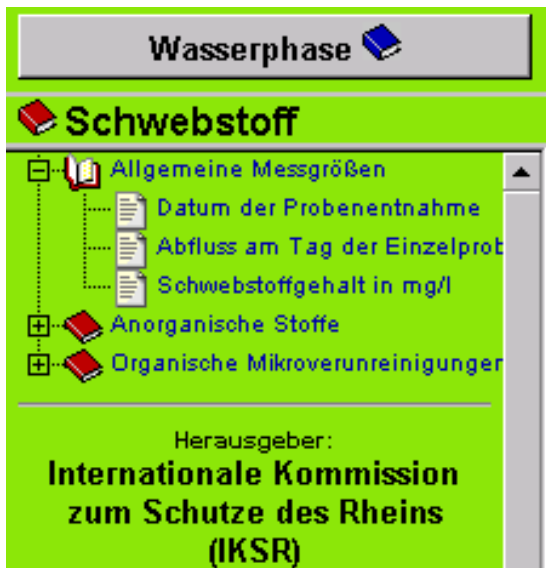 Wasserphase
Schwebstoff
Allgemeine Messgrößen
Datum der Probenentnahme
Abfluss am Tag der Einzelprob
Schwebstoffgehalt in mg/l
Anorganische Stoffe
Organische Mikroverunreinigunger
Herausgeber:
Internationale Kommission
zum Schutze des Rheins
(IKSR)